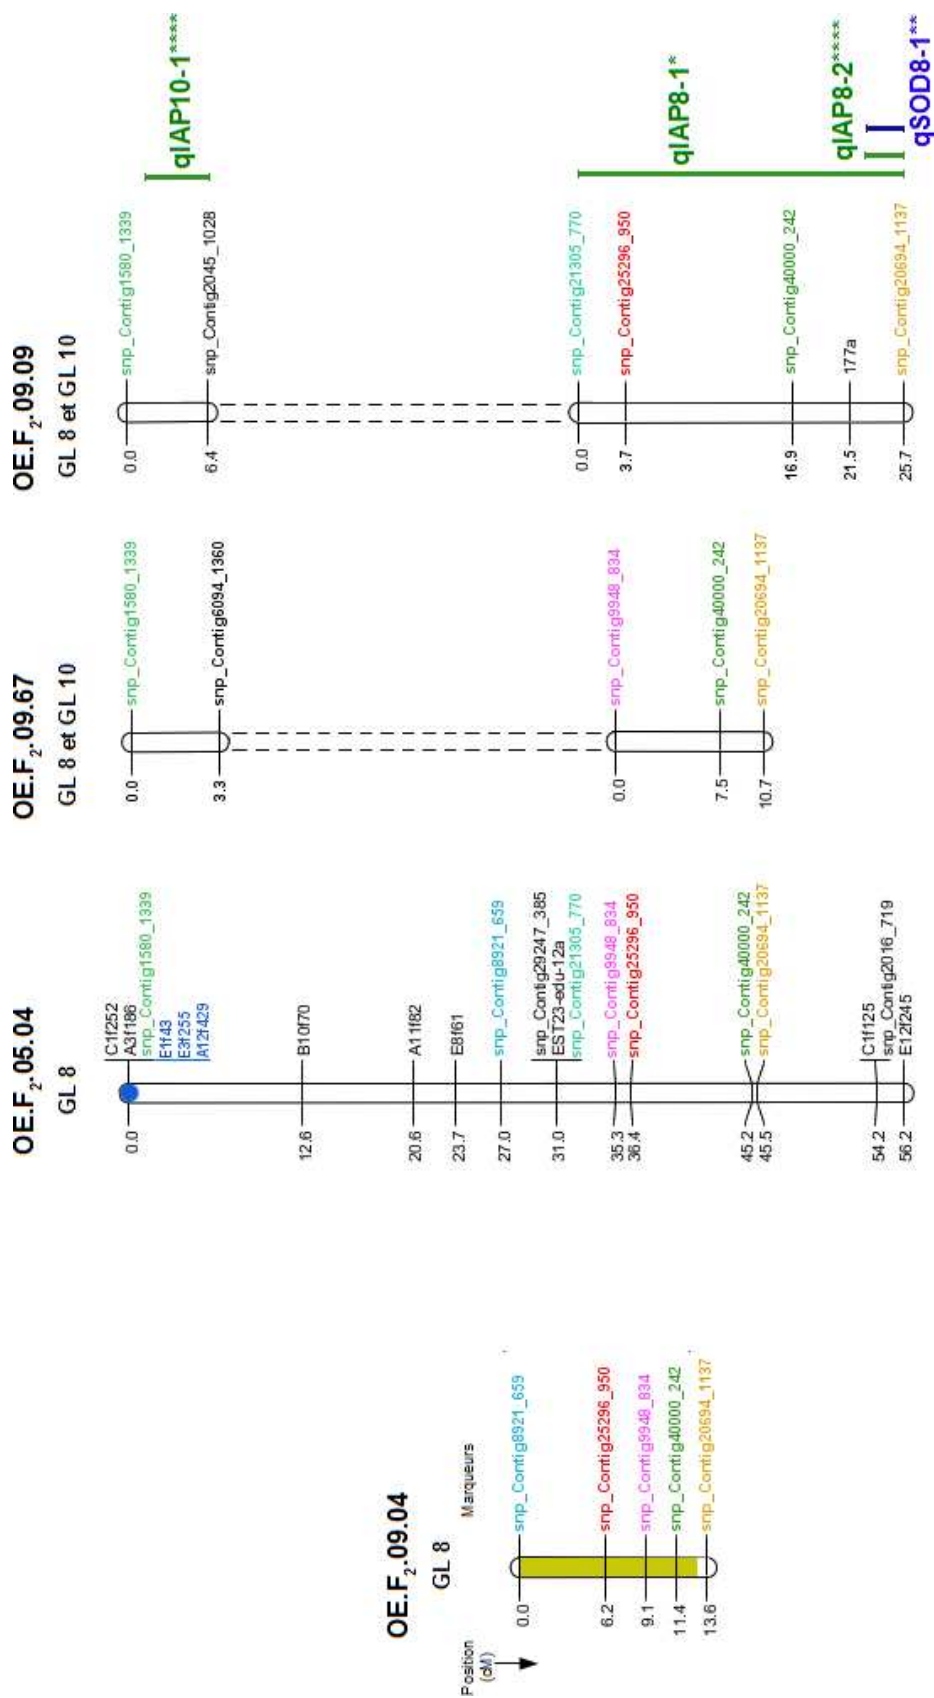 OE.F2.09.04
GL 8
Position
(cM)
Marqueurs
0.0 snp_Contig8921_659
6.2 snp_Contig25296_950
9.1 snp_Contig9948_834
11.4 snp_Contig40000_242
13.6 snp_Contig20694_1137
OE.F2.05.04
GL 8
C1f252
A3f186
0.0 snp_Contig1580_1339
E1f43
E3f255
A12f429
12.6 B10f70
20.6 A11f62
23.7 E8f61
27.0 snp_Contig8921_659
snp_Contig29247_385
31.0 EST23-edu-12a
snp_Contig21305_770
35.3 snp_Contig9948_834
36.4 snp_Contig25296_950
45.2 snp_Contig40000_242
45.5 snp_Contig20694_1137
C1f125
54.2 snp_Contig2016_719
56.2 E12f245
OE.F2.09.67
GL 8 et GL 10
0.0 snp_Contig1580_1339
3.3 snp_Contig6094_1360
0.0 snp_Contig9948_834
7.5 snp_Contig40000_242
10.7 snp_Contig20694_1137
OE.F2.09.09
GL 8 et GL 10
0.0 snp_Contig1580_1339
6.4 snp_Contig2045_1028
qIAP10-1****
0.0 snp_Contig21305_770
3.7 snp_Contig25296_950
16.9 snp_Contig40000_242
21.5 177a
25.7 snp_Contig20694_1137
qIAP8-1*
qIAP8-2****
qSOD8-1**